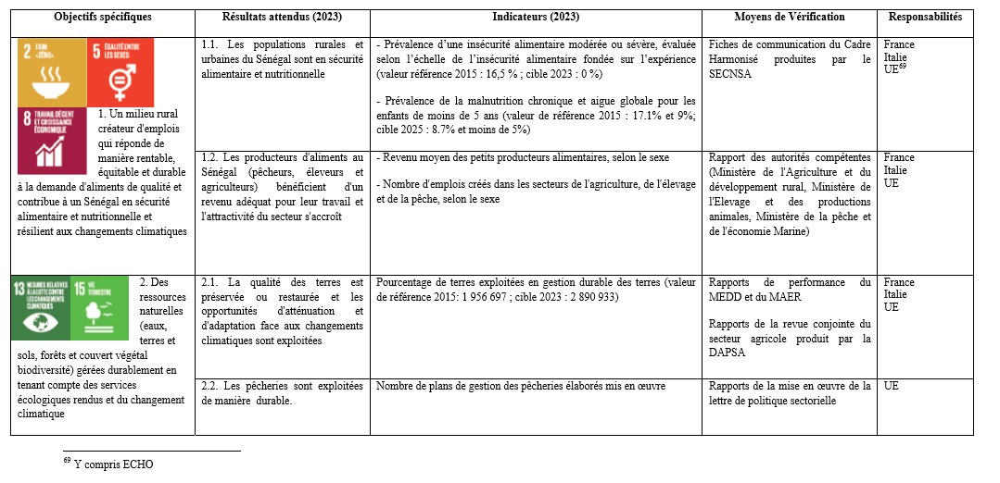 Objectifs spécifiques
Résultats attendus (2023)
Indicateurs (2023)
Moyens de Vérification
Responsabilités
2 FAIM
«ZÉRO»
5 ÉGALITÉ ENTRE
LES SEXES
8 TRAVAIL DÉCENT
ET CROISSANCE
ÉCONOMIQUE
1. Un milieu rural
créateur d'emplois
qui réponde de
manière rentable,
équitable et durable
à la demande d'aliments de qualité et
contribue à un Sénégal en sécurité
alimentaire et nutritionnelle et
résilient aux changements climatiques
1.1. Les populations rurales et
urbaines du Sénégal sont en sécurité
alimentaire et nutritionnelle
- Prévalence d’une insécurité alimentaire modérée ou sévère, évaluée
selon l’échelle de l’insécurité alimentaire fondée sur l’expérience
(valeur référence 2015 : 16,5 % ; cible 2023 : 0 %)
- Prévalence de la malnutrition chronique et aigue globale pour les
enfants de moins de 5 ans (valeur de référence 2015 : 17.1% et 9%;
cible 2025 : 8.7% et moins de 5%)
Fiches de communication du Cadre
Harmonisé produites par le
SECNSA
France
Italie
UE69
1.2. Les producteurs d'aliments au
Sénégal (pêcheurs, éleveurs et
agriculteurs) bénéficient d'un
revenu adéquat pour leur travail et
l'attractivité du secteur s'accroît
- Revenu moyen des petits producteurs alimentaires, selon le sexe
- Nombre d'emplois créés dans les secteurs de l'agriculture, de l'élevage
et de la pêche, selon le sexe
Rapport des autorités compétentes
(Ministère de l'Agriculture et du
développement rural, Ministère de
l'Elevage et des productions
animales, Ministère de la pêche et
de l'économie Marine)
France
Italie
UE
13 MESURES RELATIVES
À LA LUTTE CONTRE
LES CHANGEMENTS
CLIMATIQUES
15 VIE
TERRESTRE
2. Des
ressources
naturelles
(eaux,
terres et
sols, forêts et couvert végétal
biodiversité) gérées durablement en
tenant compte des services
écologiques rendus et du changement
climatique
2.1. La qualité des terres est
préservée ou restaurée et les
opportunités d'atténuation et
d'adaptation face aux changements
climatiques sont exploitées
Pourcentage de terres exploitées en gestion durable des terres (valeur
de référence 2015: 1 956 697 ; cible 2023 : 2 890 933)
Rapports de performance du
MEDD et du MAER
Rapports de la revue conjointe du
secteur agricole produit par la
DAPSA
France
Italie
UE
2.2. Les pêcheries sont exploitées
de manière durable.
Nombre de plans de gestion des pêcheries élaborés mis en œuvre
Rapports de la mise en œuvre de la
lettre de politique sectorielle
UE
69 Y compris ECHO